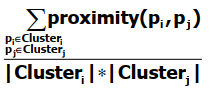 ∑proximity(pᵢ,pⱼ)
pᵢ∈Clusterᵢ
pⱼ∈Clusterⱼ
|Clusterᵢ|∗|Clusterⱼ|